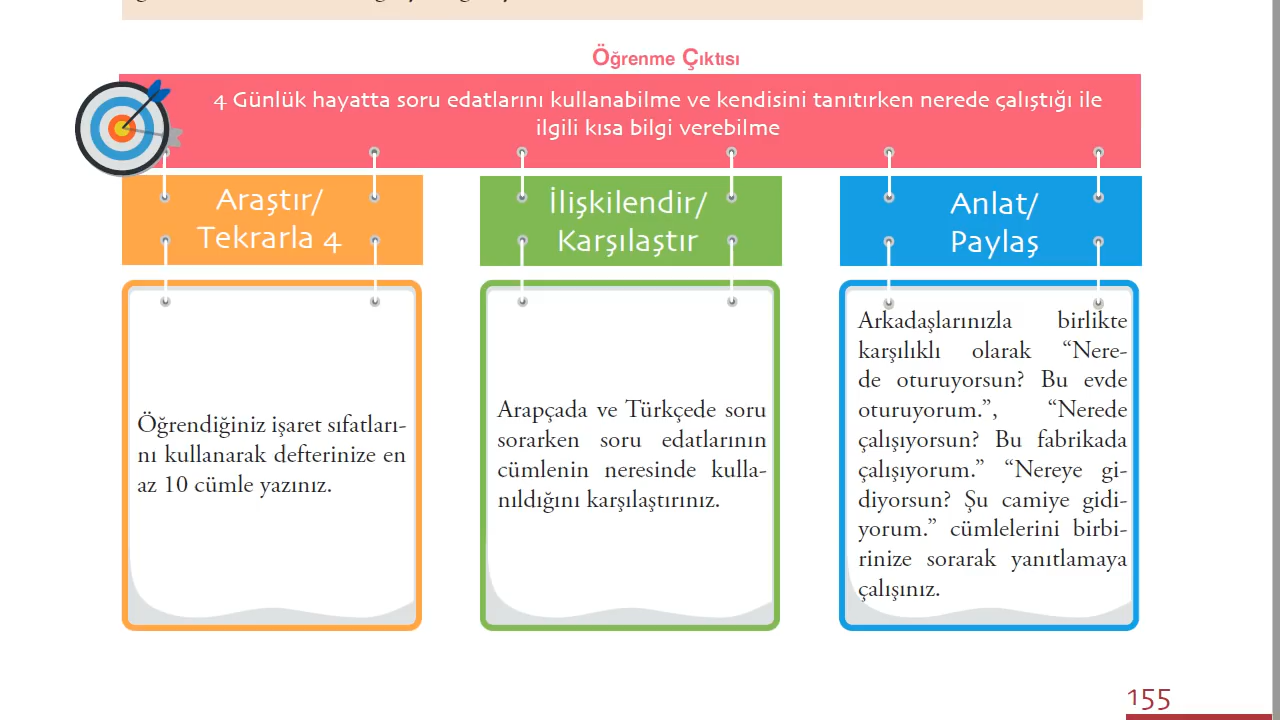 Öğrenme Çıktısı
4 Günlük hayatta soru edatlarını kullanabilme ve kendisini tanıtırken nerede çalıştığı ile
ilgili kısa bilgi verebilme
Araştır/
Tekrarla 4
Öğrendiğiniz işaret sıfatları-
nı kullanarak defterinize en
az 10 cümle yazınız.
İlişkilendir/
Karşılaştır
Arapçada ve Türkçede soru
sorarken soru edatlarının
cümlenin neresinde kulla-
nıldığını karşılaştırınız.
Anlat/
Paylaş
Arkadaşlarınızla birlikte
karşılıklı olarak “Nere-
de oturuyorsun? Bu evde
oturuyorum.”, “Nerede
çalışıyorsun? Bu fabrikada
çalışıyorum.” “Nereye gi-
diyorsun? Şu camiye gidi-
yorum.” cümlelerini birbi-
rinize sorarak yanıtlamaya
çalışınız.
155